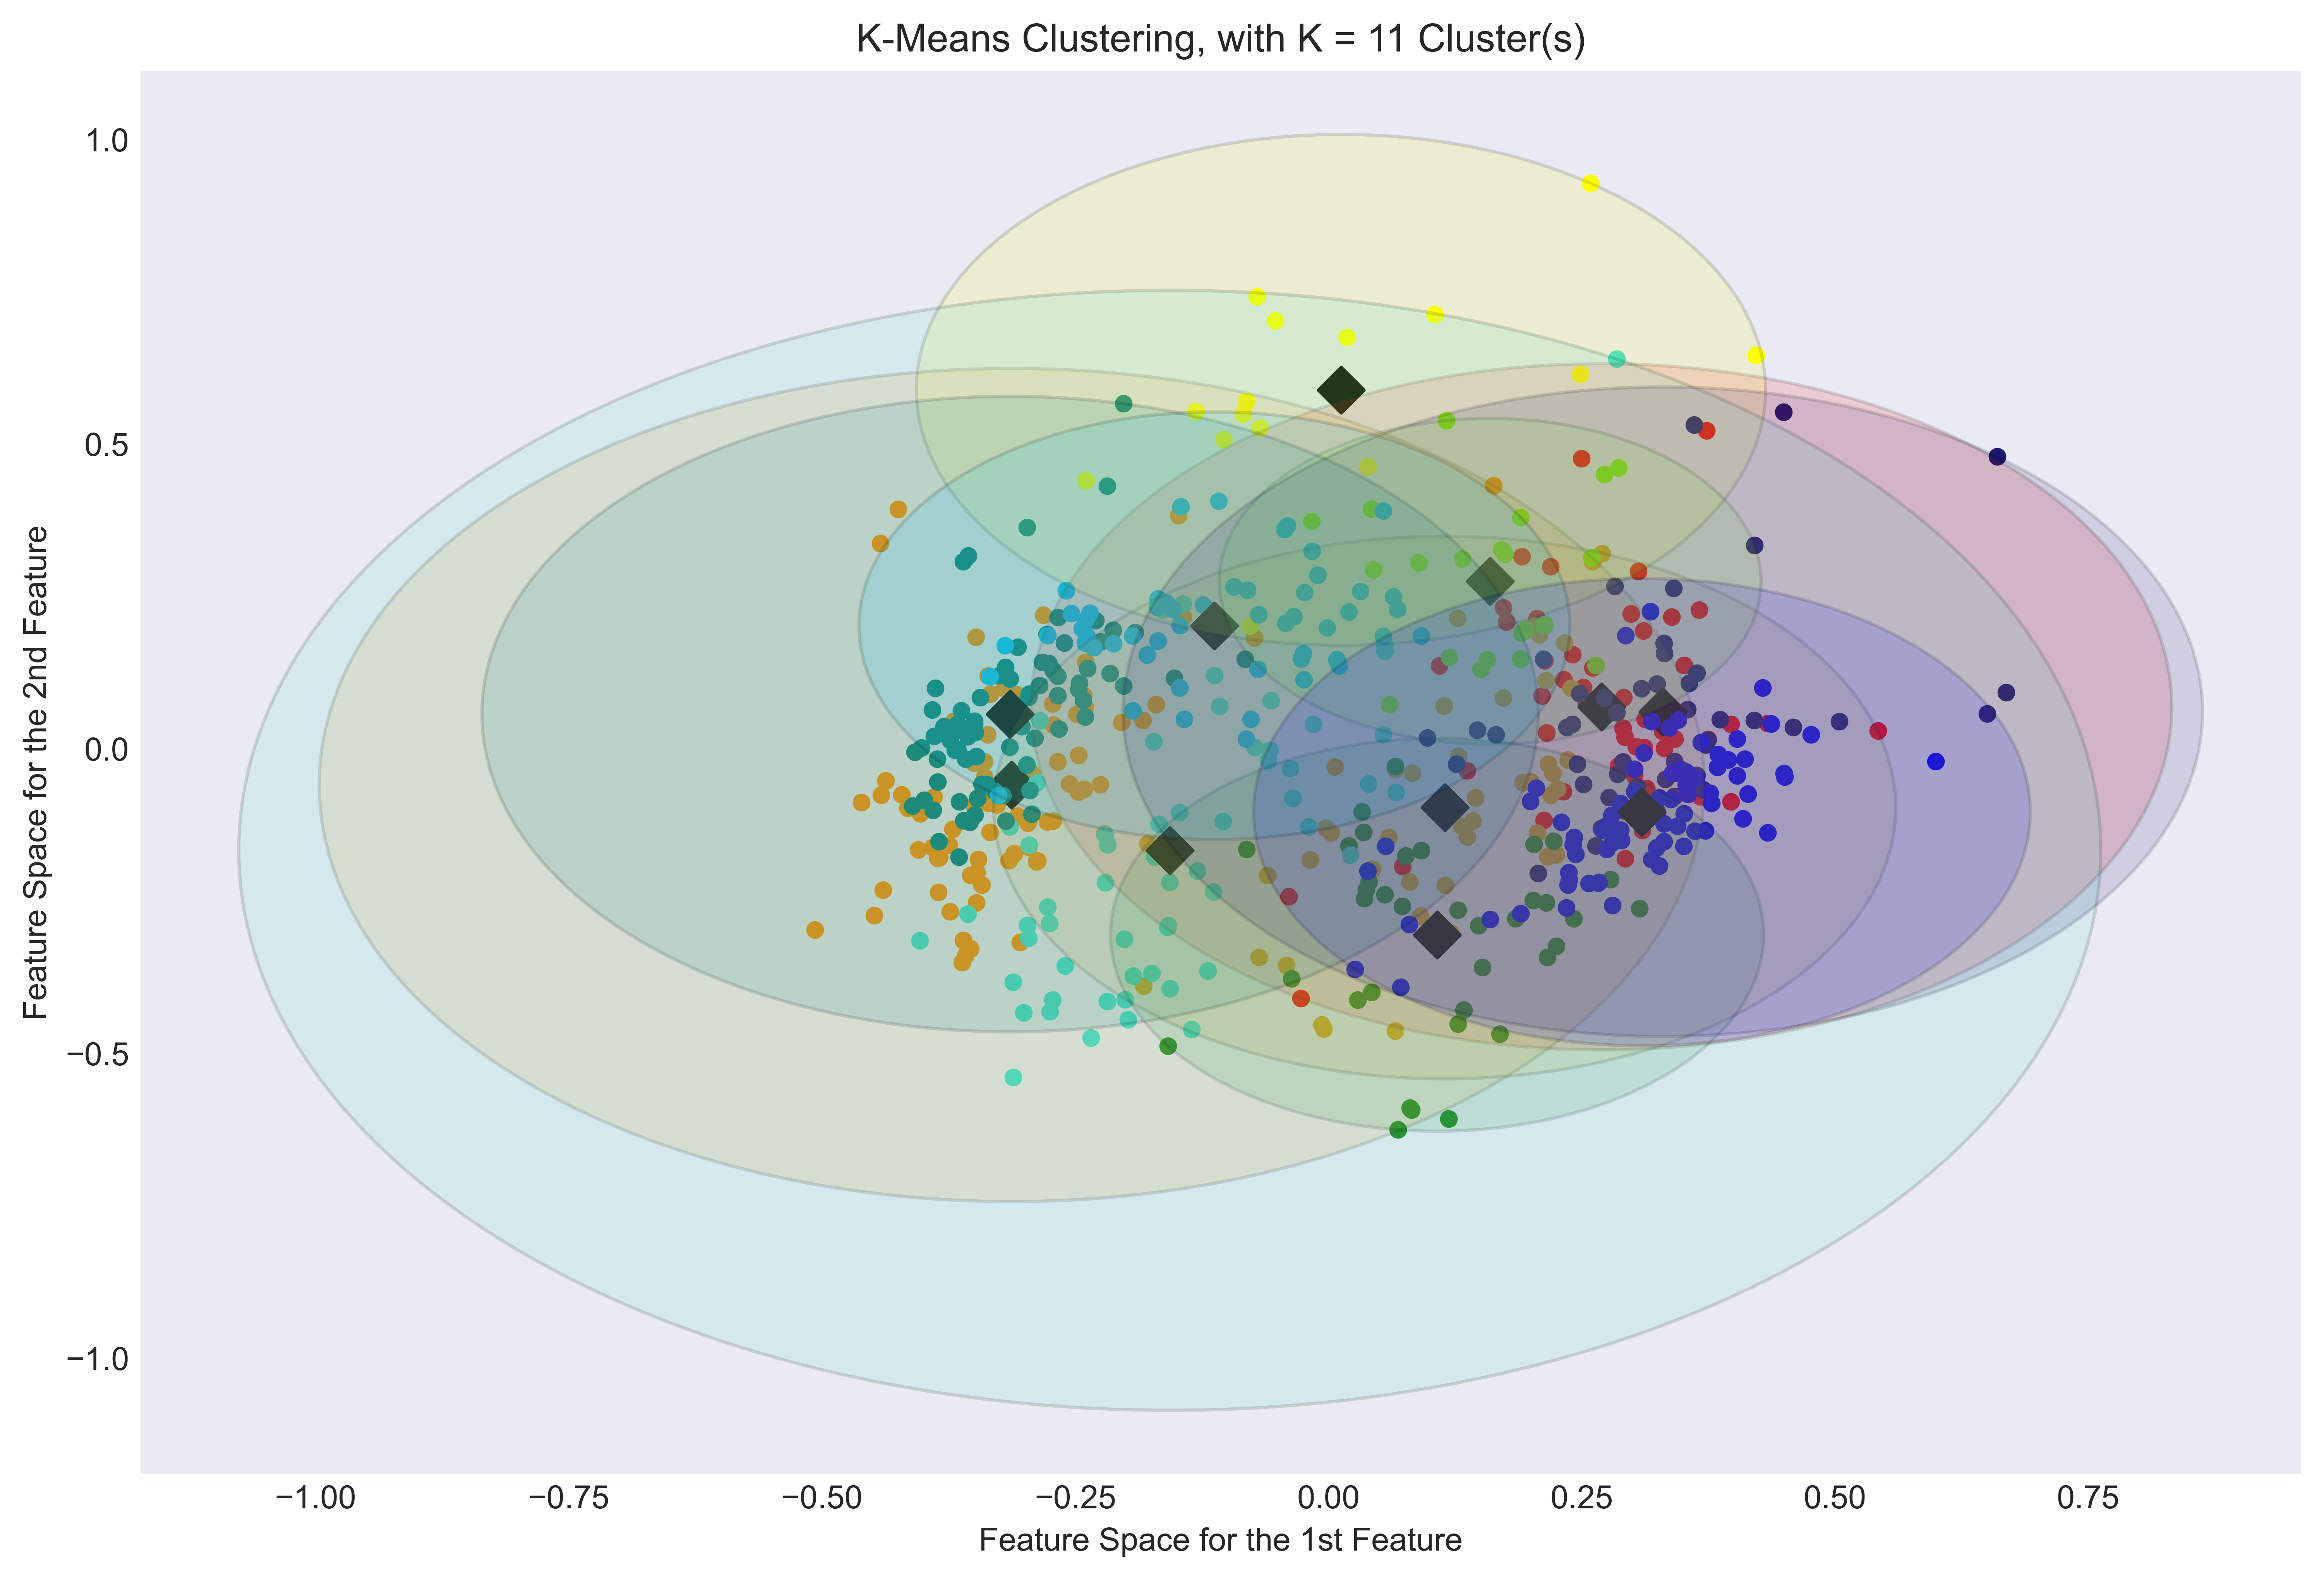 K-Means Clustering, with K = 11 Cluster(s)
1.0
0.5
0.0
−0.5
−1.0
Feature Space for the 2nd Feature
−1.00 −0.75 −0.50 −0.25 0.00 0.25 0.50 0.75
Feature Space for the 1st Feature